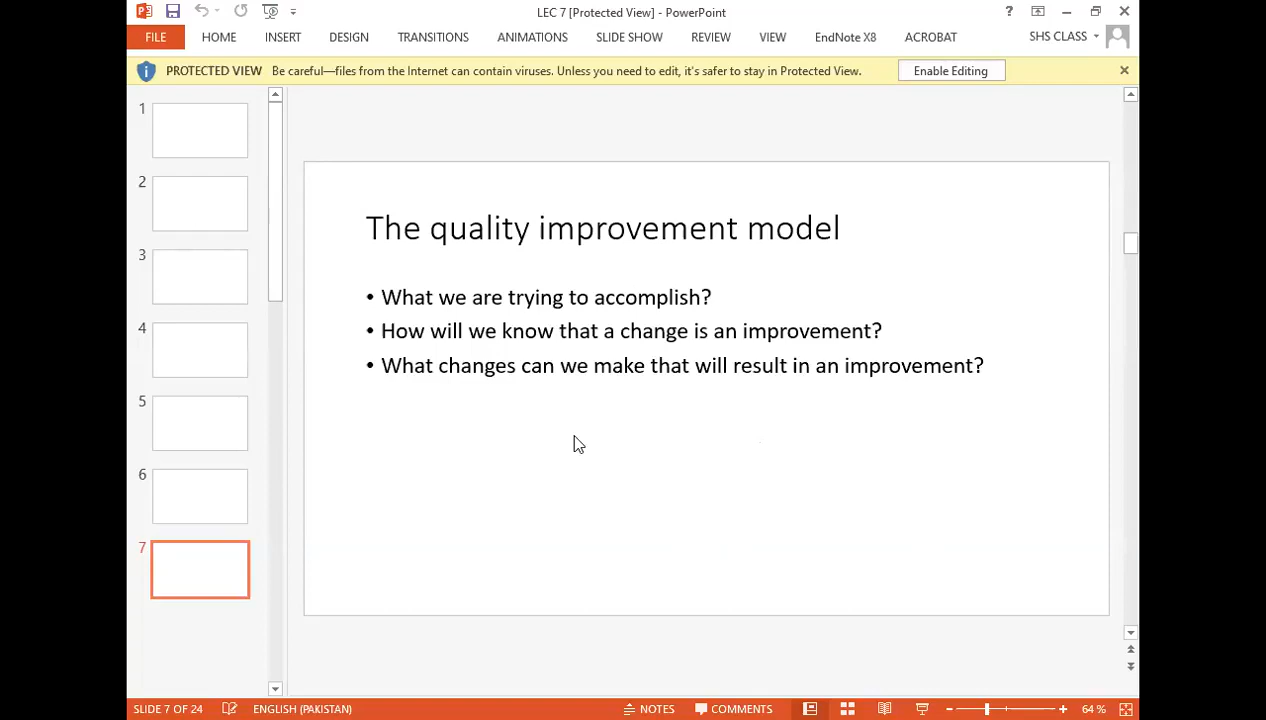 LEC 7 [Protected View] - PowerPoint
?
FILE HOME INSERT DESIGN TRANSITIONS ANIMATIONS SLIDE SHOW REVIEW VIEW EndNote X8 ACROBAT SHS CLASS
PROTECTED VIEW Be careful—files from the Internet can contain viruses. Unless you need to edit, it's safer to stay in Protected View. Enable Editing
1
2
3
4
5
6
7
The quality improvement model
• What we are trying to accomplish?
• How will we know that a change is an improvement?
• What changes can we make that will result in an improvement?
SLIDE 7 OF 24 ENGLISH (PAKISTAN) NOTES COMMENTS 64 %